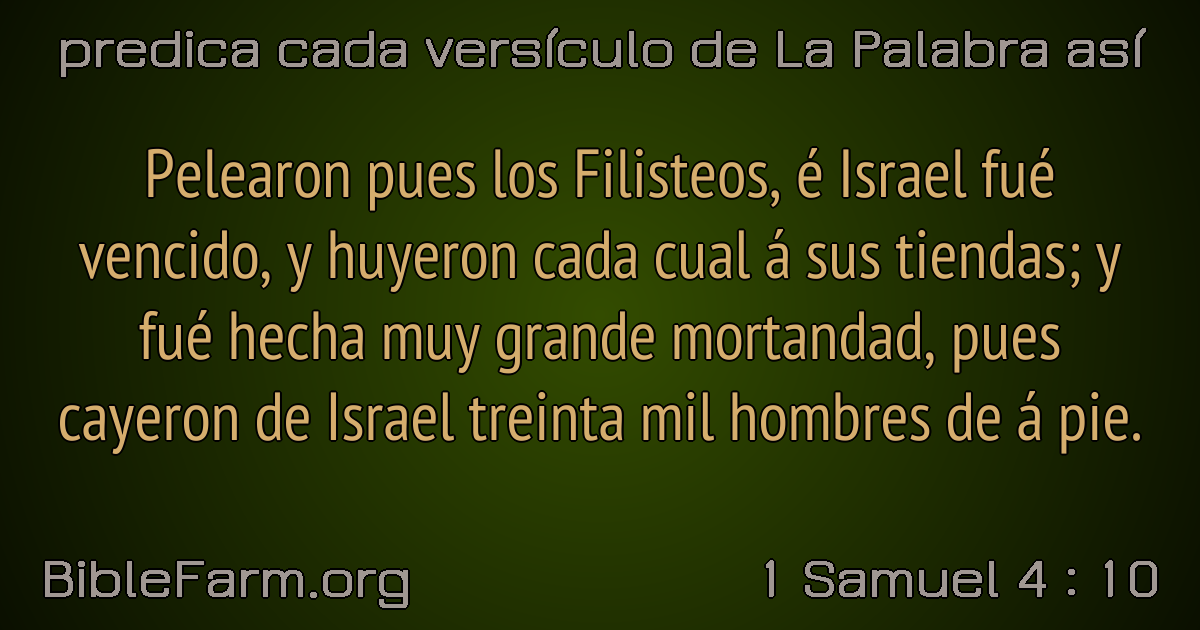 predica cada versículo de La Palabra así
Pelearon pues los Filisteos, é Israel fué
vencido, y huyeron cada cual á sus tiendas; y
fué hecha muy grande mortandad, pues
cayeron de Israel treinta mil hombres de á pie.
BibleFarm.org
1 Samuel 4 : 10